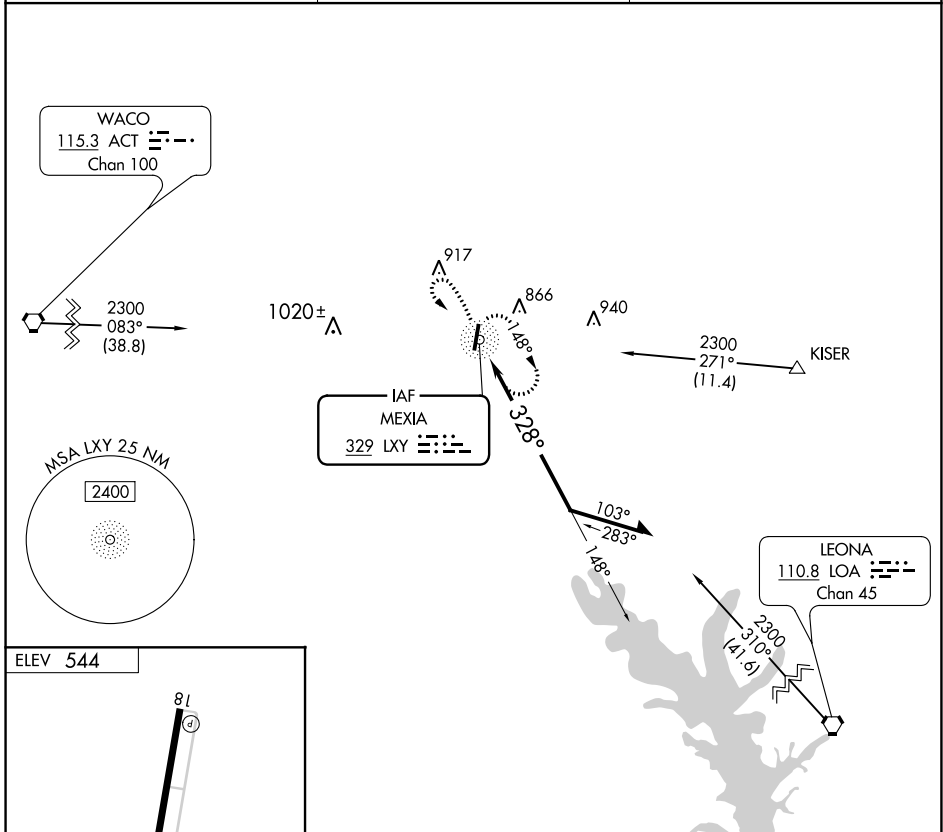 WACO
115.3 ACT
Chan 100
2300
083°
(38.8)
1020±
917
866
940
148°
2300
271°
(11.4)
KISER
IAF
MEXIA
329 LXY
328°
MSA LXY 25 NM
2400
103°
283°
148°
LEONA
110.8 LOA
Chan 45
2300
310°
(41.6)
ELEV 544
18
P